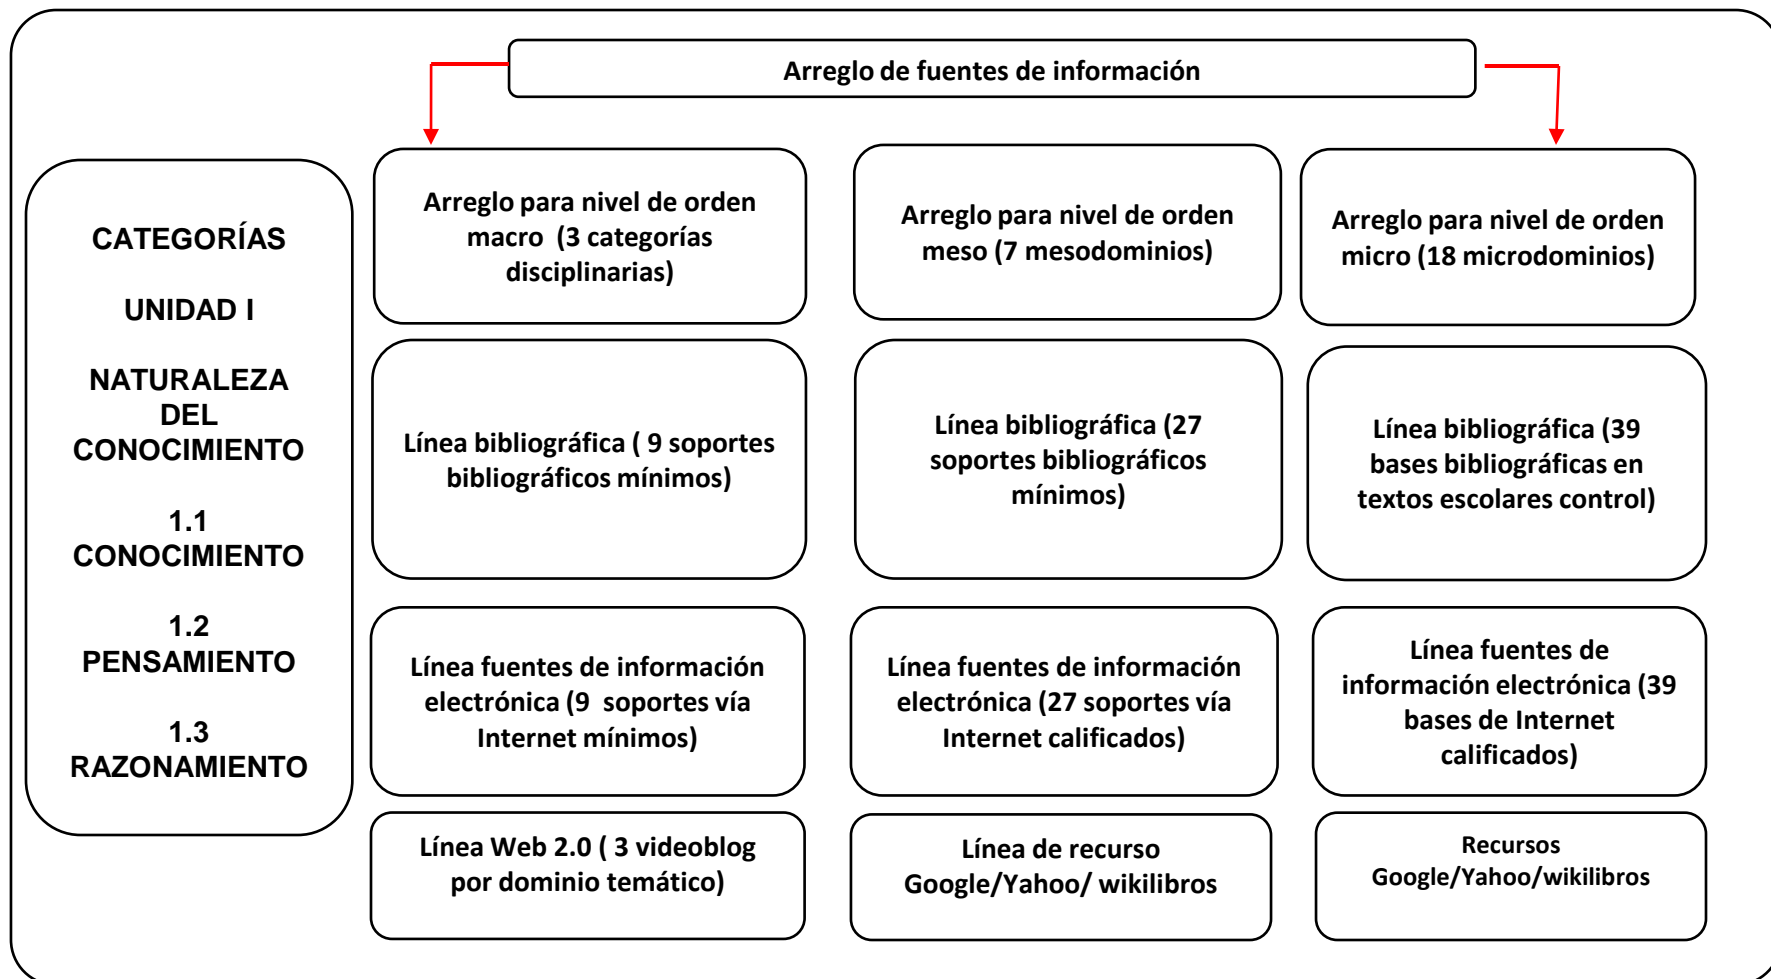 Arreglo de fuentes de información
CATEGORÍAS
UNIDAD I
NATURALEZA
DEL
CONOCIMIENTO
1.1
CONOCIMIENTO
1.2
PENSAMIENTO
1.3
RAZONAMIENTO
Arreglo para nivel de orden
macro (3 categorías
disciplinarias)
Arreglo para nivel de orden
meso (7 mesodominios)
Arreglo para nivel de orden
micro (18 microdominios)
Línea bibliográfica ( 9 soportes
bibliográficos mínimos)
Línea bibliográfica (27
soportes bibliográficos
mínimos)
Línea bibliográfica (39
bases bibliográficas en
textos escolares control)
Línea fuentes de información
electrónica (9 soportes vía
Internet mínimos)
Línea fuentes de información
electrónica (27 soportes vía
Internet calificados)
Línea fuentes de
información electrónica (39
bases de Internet
calificados)
Línea Web 2.0 ( 3 videoblog
por dominio temático)
Línea de recurso
Google/Yahoo/ wikilibros
Recursos
Google/Yahoo/wikilibros